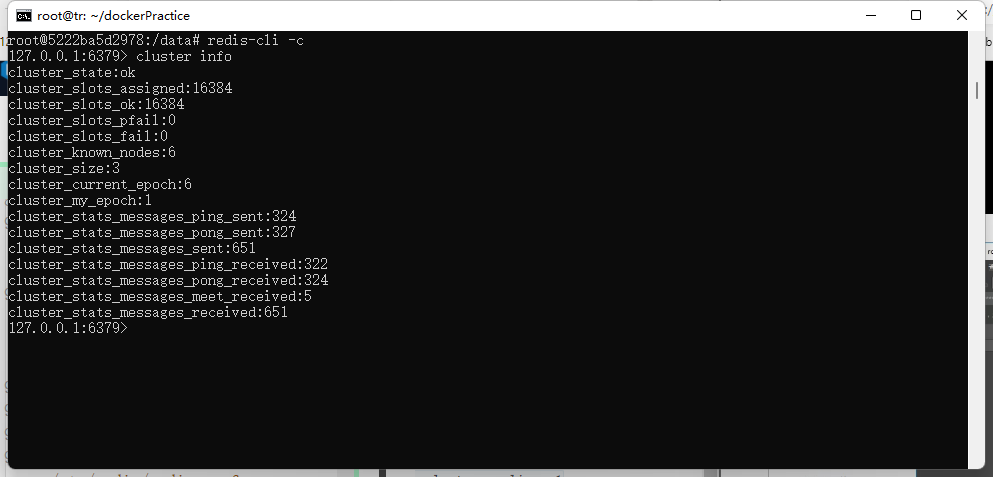 root@tr: ~/dockerPractice
root@5222ba5d2978:/data# redis-cli -c
127.0.0.1:6379> cluster info
cluster_state:ok
cluster_slots_assigned:16384
cluster_slots_ok:16384
cluster_slots_pfail:0
cluster_slots_fail:0
cluster_known_nodes:6
cluster_size:3
cluster_current_epoch:6
cluster_my_epoch:1
cluster_stats_messages_ping_sent:324
cluster_stats_messages_pong_sent:327
cluster_stats_messages_sent:651
cluster_stats_messages_ping_received:322
cluster_stats_messages_pong_received:324
cluster_stats_messages_meet_received:5
cluster_stats_messages_received:651
127.0.0.1:6379>